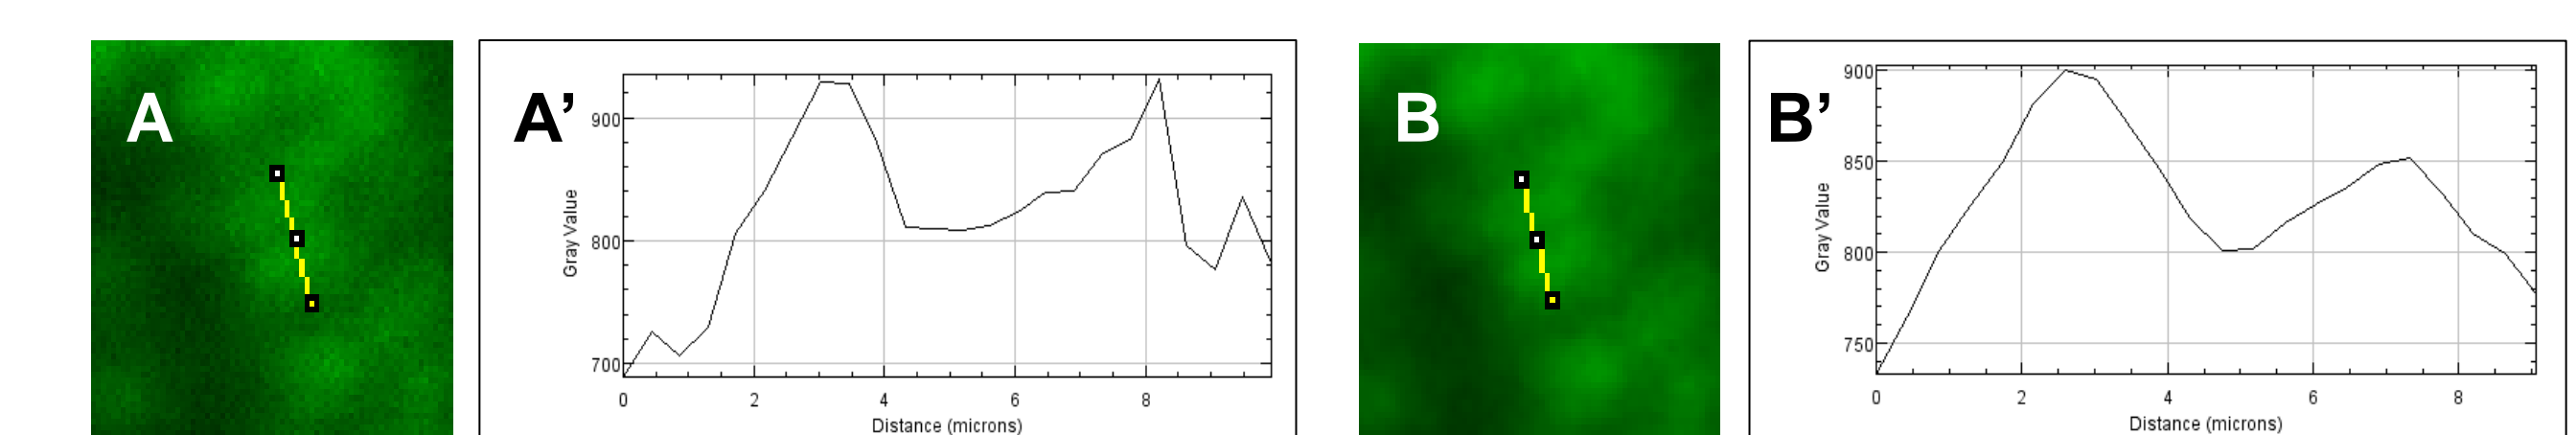 A
A’
900
800
700
Gray Value
0 2 4 6 8
Distance (microns)
B
B’
900
850
800
750
Gray Value
0 2 4 6 8
Distance (microns)